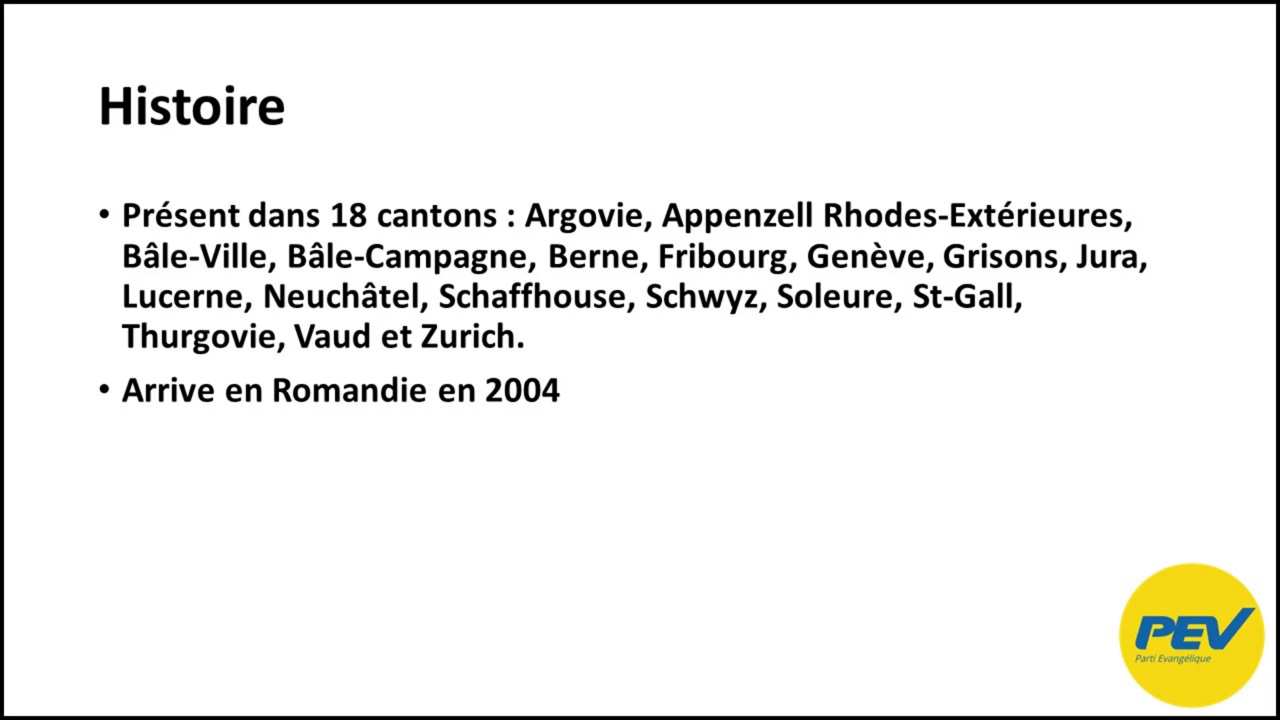 Histoire
• Présent dans 18 cantons : Argovie, Appenzell Rhodes-Extérieures,
Bâle-Ville, Bâle-Campagne, Berne, Fribourg, Genève, Grisons, Jura,
Lucerne, Neuchâtel, Schaffhouse, Schwyz, Soleure, St-Gall,
Thurgovie, Vaud et Zurich.
• Arrive en Romandie en 2004
PEV
Parti Evangélique